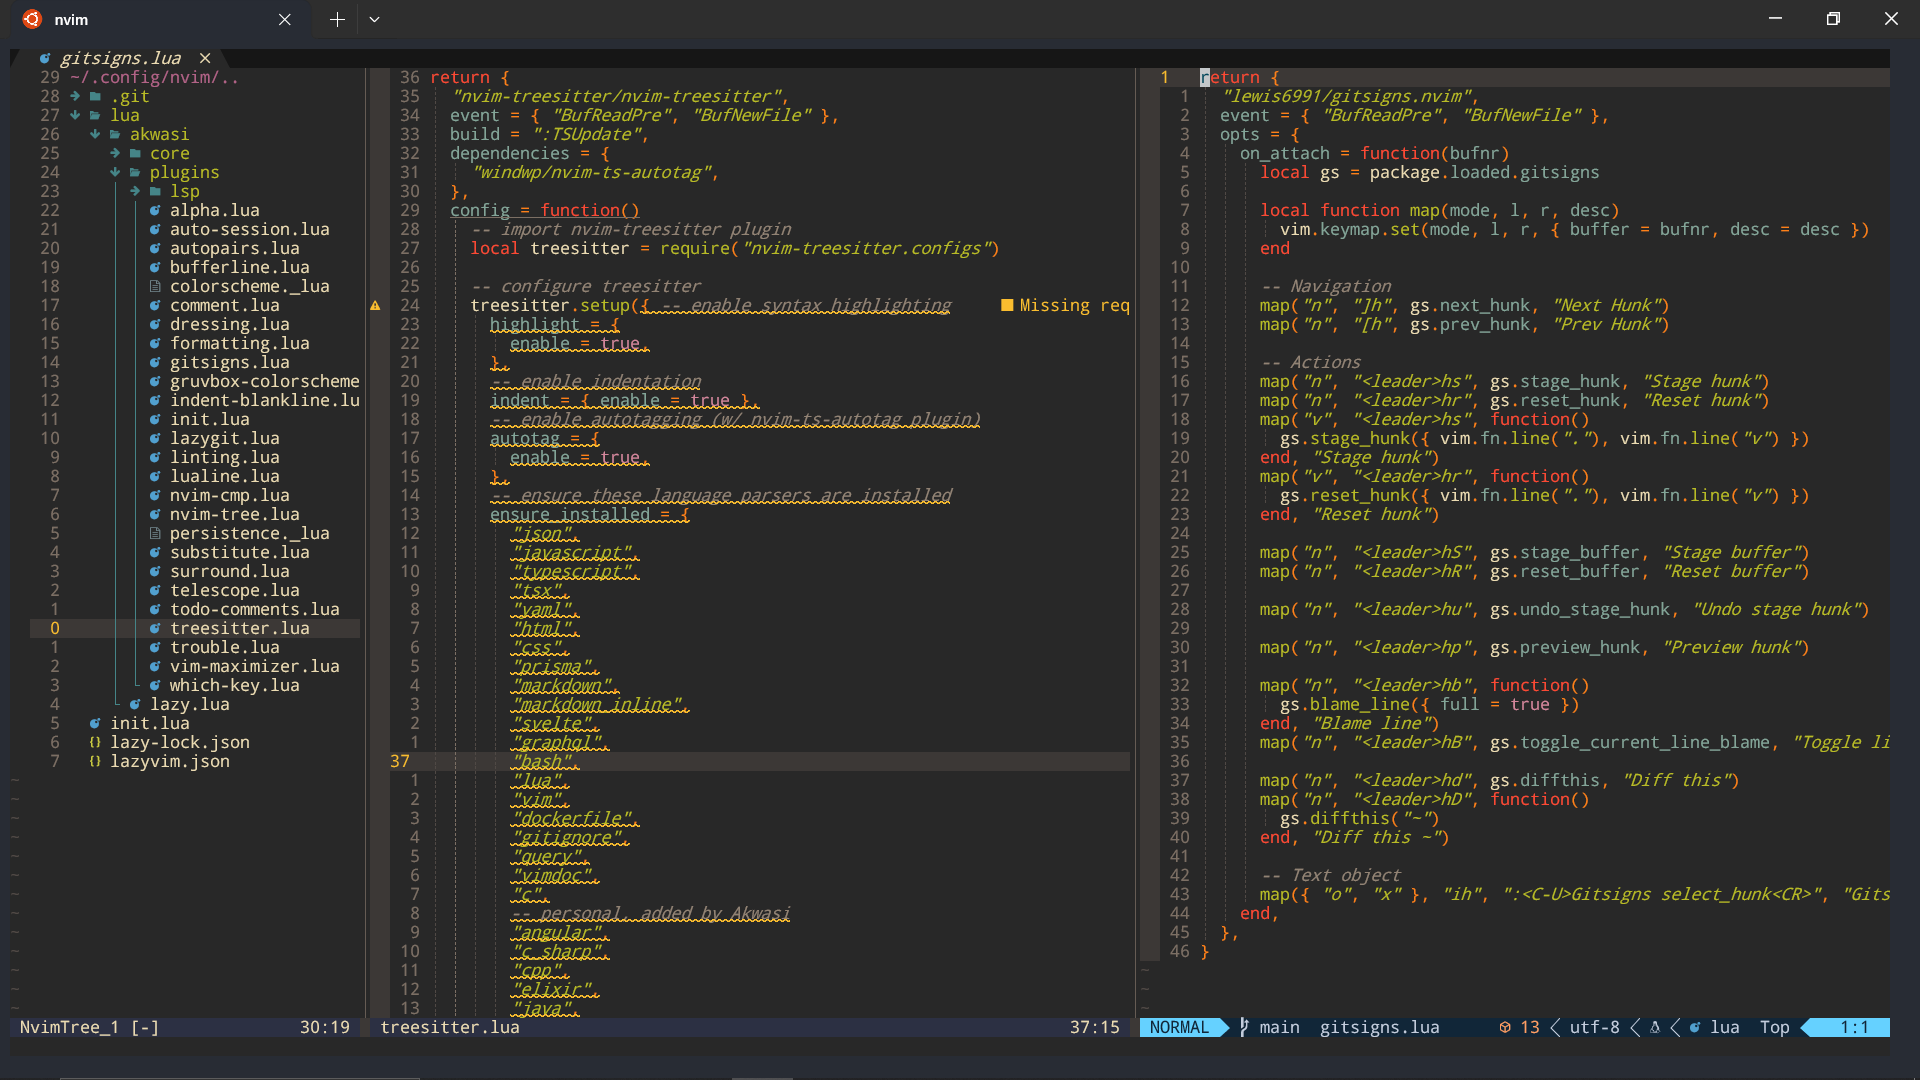 nvim
gitsigns.lua
29 ~/.config/nvim/..
28 .git
27 lua
26 akwasi
25 core
24 plugins
23 lsp
22 alpha.lua
21 auto-session.lua
20 autopairs.lua
19 bufferline.lua
18 colorscheme._lua
17 comment.lua
16 dressing.lua
15 formatting.lua
14 gitsigns.lua
13 gruvbox-colorscheme
12 indent-blankline.lu
11 init.lua
10 lazygit.lua
9 linting.lua
8 lualine.lua
7 nvim-cmp.lua
6 nvim-tree.lua
5 persistence._lua
4 substitute.lua
3 surround.lua
2 telescope.lua
1 todo-comments.lua
0 treesitter.lua
1 trouble.lua
2 vim-maximizer.lua
3 which-key.lua
4 lazy.lua
5 init.lua
6 {} lazy-lock.json
7 {} lazyvim.json
NvimTree_1 [-] 30:19
36 return {
35 "nvim-treesitter/nvim-treesitter",
34 event = { "BufReadPre", "BufNewFile" },
33 build = ":TSUpdate",
32 dependencies = {
31 "windwp/nvim-ts-autotag",
30 },
29 config = function()
28 -- import nvim-treesitter plugin
27 local treesitter = require("nvim-treesitter.configs")
26
25 -- configure treesitter
24 treesitter.setup({ -- enable syntax highlighting ■ Missing req
23 highlight = {
22 enable = true,
21 },
20 -- enable indentation
19 indent = { enable = true },
18 -- enable autotagging (w/ nvim-ts-autotag plugin)
17 autotag = {
16 enable = true,
15 },
14 -- ensure these language parsers are installed
13 ensure_installed = {
12 "json",
11 "javascript",
10 "typescript",
9 "tsx",
8 "yaml",
7 "html",
6 "css",
5 "prisma",
4 "markdown",
3 "markdown_inline",
2 "svelte",
1 "graphql",
37 "bash",
1 "lua",
2 "vim",
3 "dockerfile",
4 "gitignore",
5 "query",
6 "vimdoc",
7 "c",
8 -- personal, added by Akwasi
9 "angular",
10 "c_sharp",
11 "cpp",
12 "elixir",
13 "java",
treesitter.lua 37:15
1 return {
1 "lewis6991/gitsigns.nvim",
2 event = { "BufReadPre", "BufNewFile" },
3 opts = {
4 on_attach = function(bufnr)
5 local gs = package.loaded.gitsigns
6
7 local function map(mode, l, r, desc)
8 vim.keymap.set(mode, l, r, { buffer = bufnr, desc = desc })
9 end
10
11 -- Navigation
12 map("n", "]h", gs.next_hunk, "Next Hunk")
13 map("n", "[h", gs.prev_hunk, "Prev Hunk")
14
15 -- Actions
16 map("n", "<leader>hs", gs.stage_hunk, "Stage hunk")
17 map("n", "<leader>hr", gs.reset_hunk, "Reset hunk")
18 map("v", "<leader>hs", function()
19 gs.stage_hunk({ vim.fn.line("."), vim.fn.line("v") })
20 end, "Stage hunk")
21 map("v", "<leader>hr", function()
22 gs.reset_hunk({ vim.fn.line("."), vim.fn.line("v") })
23 end, "Reset hunk")
24
25 map("n", "<leader>hS", gs.stage_buffer, "Stage buffer")
26 map("n", "<leader>hR", gs.reset_buffer, "Reset buffer")
27
28 map("n", "<leader>hu", gs.undo_stage_hunk, "Undo stage hunk")
29
30 map("n", "<leader>hp", gs.preview_hunk, "Preview hunk")
31
32 map("n", "<leader>hb", function()
33 gs.blame_line({ full = true })
34 end, "Blame line")
35 map("n", "<leader>hB", gs.toggle_current_line_blame, "Toggle li
36
37 map("n", "<leader>hd", gs.diffthis, "Diff this")
38 map("n", "<leader>hD", function()
39 gs.diffthis("~")
40 end, "Diff this ~")
41
42 -- Text object
43 map({ "o", "x" }, "ih", ":<C-U>Gitsigns select_hunk<CR>", "Gits
44 end,
45 },
46 }
NORMAL main gitsigns.lua 13 utf-8 lua Top 1:1